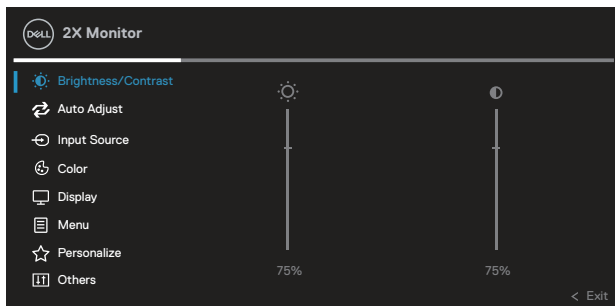 DELL 2X Monitor
Brightness/Contrast
Auto Adjust
Input Source
Color
Display
Menu
Personalize
Others
75% 75%
< Exit